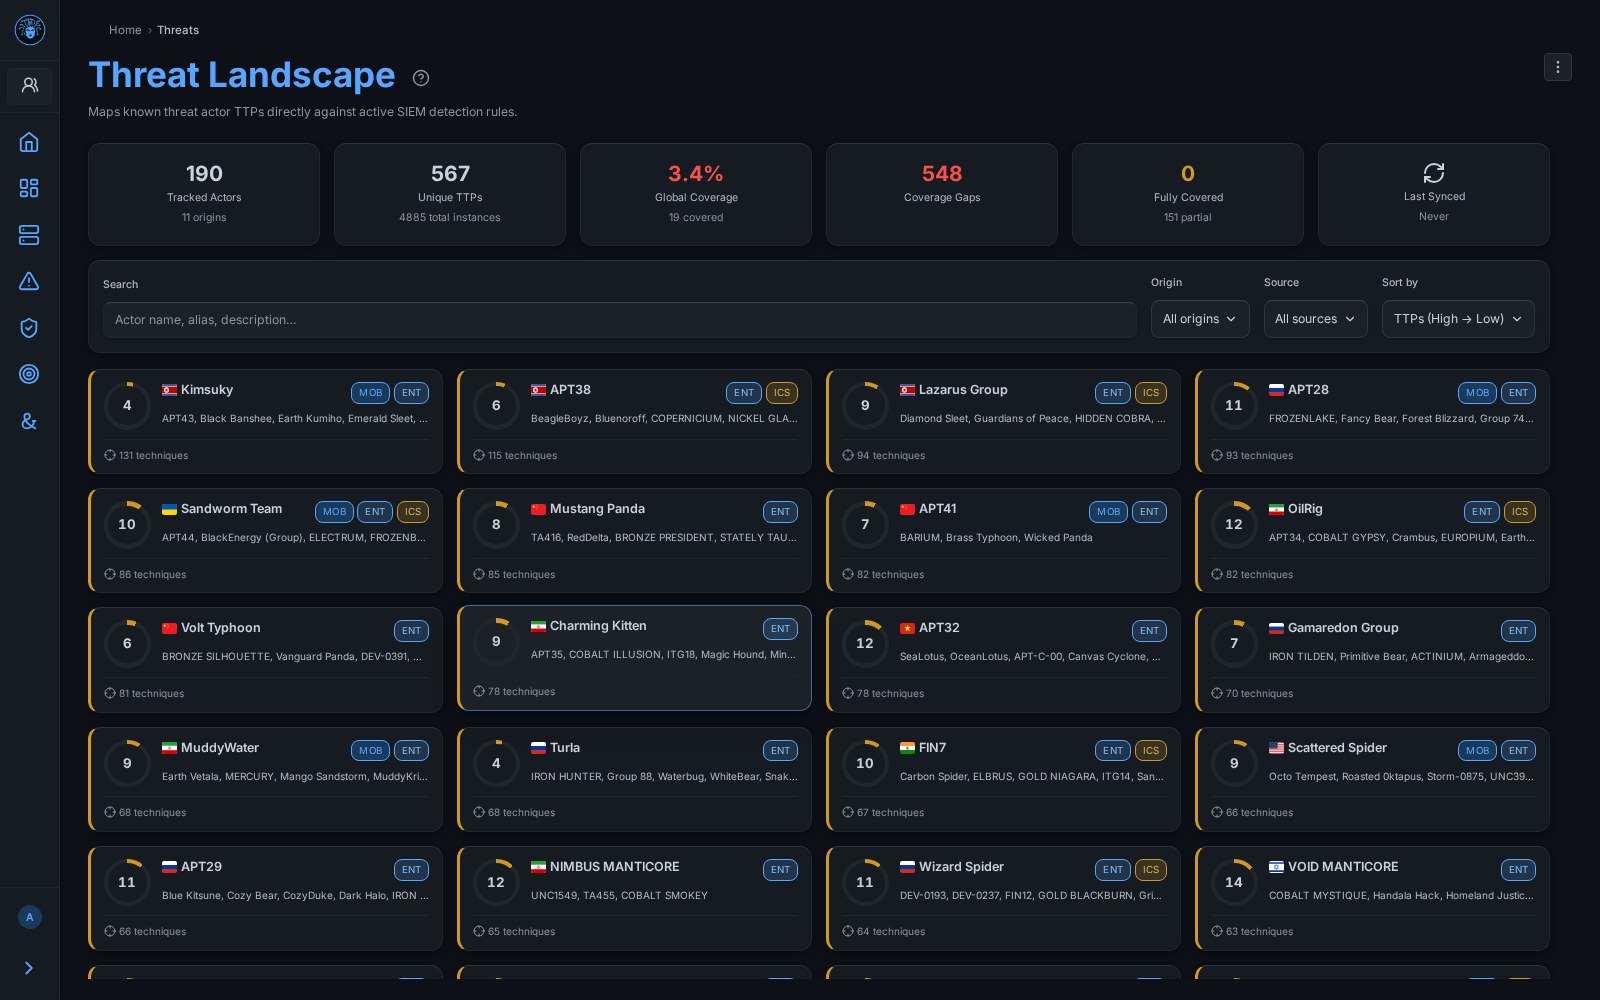 Home › Threats
Threat Landscape
Maps known threat actor TTPs directly against active SIEM detection rules.
190
Tracked Actors
11 origins
567
Unique TTPs
4885 total instances
3.4%
Global Coverage
19 covered
548
Coverage Gaps
0
Fully Covered
151 partial
Last Synced
Never
Search
Actor name, alias, description...
Origin
All origins
Source
All sources
Sort by
TTPs (High → Low)
4
Kimsuky
MOB ENT
APT43, Black Banshee, Earth Kumiho, Emerald Sleet, ...
131 techniques
6
APT38
ENT ICS
BeagleBoyz, Bluenoroff, COPERNICIUM, NICKEL GLA...
115 techniques
9
Lazarus Group
ENT ICS
Diamond Sleet, Guardians of Peace, HIDDEN COBRA, ...
94 techniques
11
APT28
MOB ENT
FROZENLAKE, Fancy Bear, Forest Blizzard, Group 74...
93 techniques
10
Sandworm Team
MOB ENT ICS
APT44, BlackEnergy (Group), ELECTRUM, FROZENB...
86 techniques
8
Mustang Panda
ENT
TA416, RedDelta, BRONZE PRESIDENT, STATELY TAU...
85 techniques
7
APT41
MOB ENT
BARIUM, Brass Typhoon, Wicked Panda
82 techniques
12
OilRig
ENT ICS
APT34, COBALT GYPSY, Crambus, EUROPIUM, Earth...
82 techniques
6
Volt Typhoon
ENT
BRONZE SILHOUETTE, Vanguard Panda, DEV-0391, ...
81 techniques
9
Charming Kitten
ENT
APT35, COBALT ILLUSION, ITG18, Magic Hound, Min...
78 techniques
12
APT32
ENT
SeaLotus, OceanLotus, APT-C-00, Canvas Cyclone, ...
78 techniques
7
Gamaredon Group
ENT
IRON TILDEN, Primitive Bear, ACTINIUM, Armageddo...
70 techniques
9
MuddyWater
MOB ENT
Earth Vetala, MERCURY, Mango Sandstorm, MuddyKri...
68 techniques
4
Turla
ENT
IRON HUNTER, Group 88, Waterbug, WhiteBear, Snak...
68 techniques
10
FIN7
ENT ICS
Carbon Spider, ELBRUS, GOLD NIAGARA, ITG14, San...
67 techniques
9
Scattered Spider
MOB ENT
Octo Tempest, Roasted 0ktapus, Storm-0875, UNC39...
66 techniques
11
APT29
ENT
Blue Kitsune, Cozy Bear, CozyDuke, Dark Halo, IRON ...
66 techniques
12
NIMBUS MANTICORE
ENT
UNC1549, TA455, COBALT SMOKEY
65 techniques
11
Wizard Spider
ENT ICS
DEV-0193, DEV-0237, FIN12, GOLD BLACKBURN, Gri...
64 techniques
14
VOID MANTICORE
ENT
COBALT MYSTIQUE, Handala Hack, Homeland Justic...
63 techniques
A